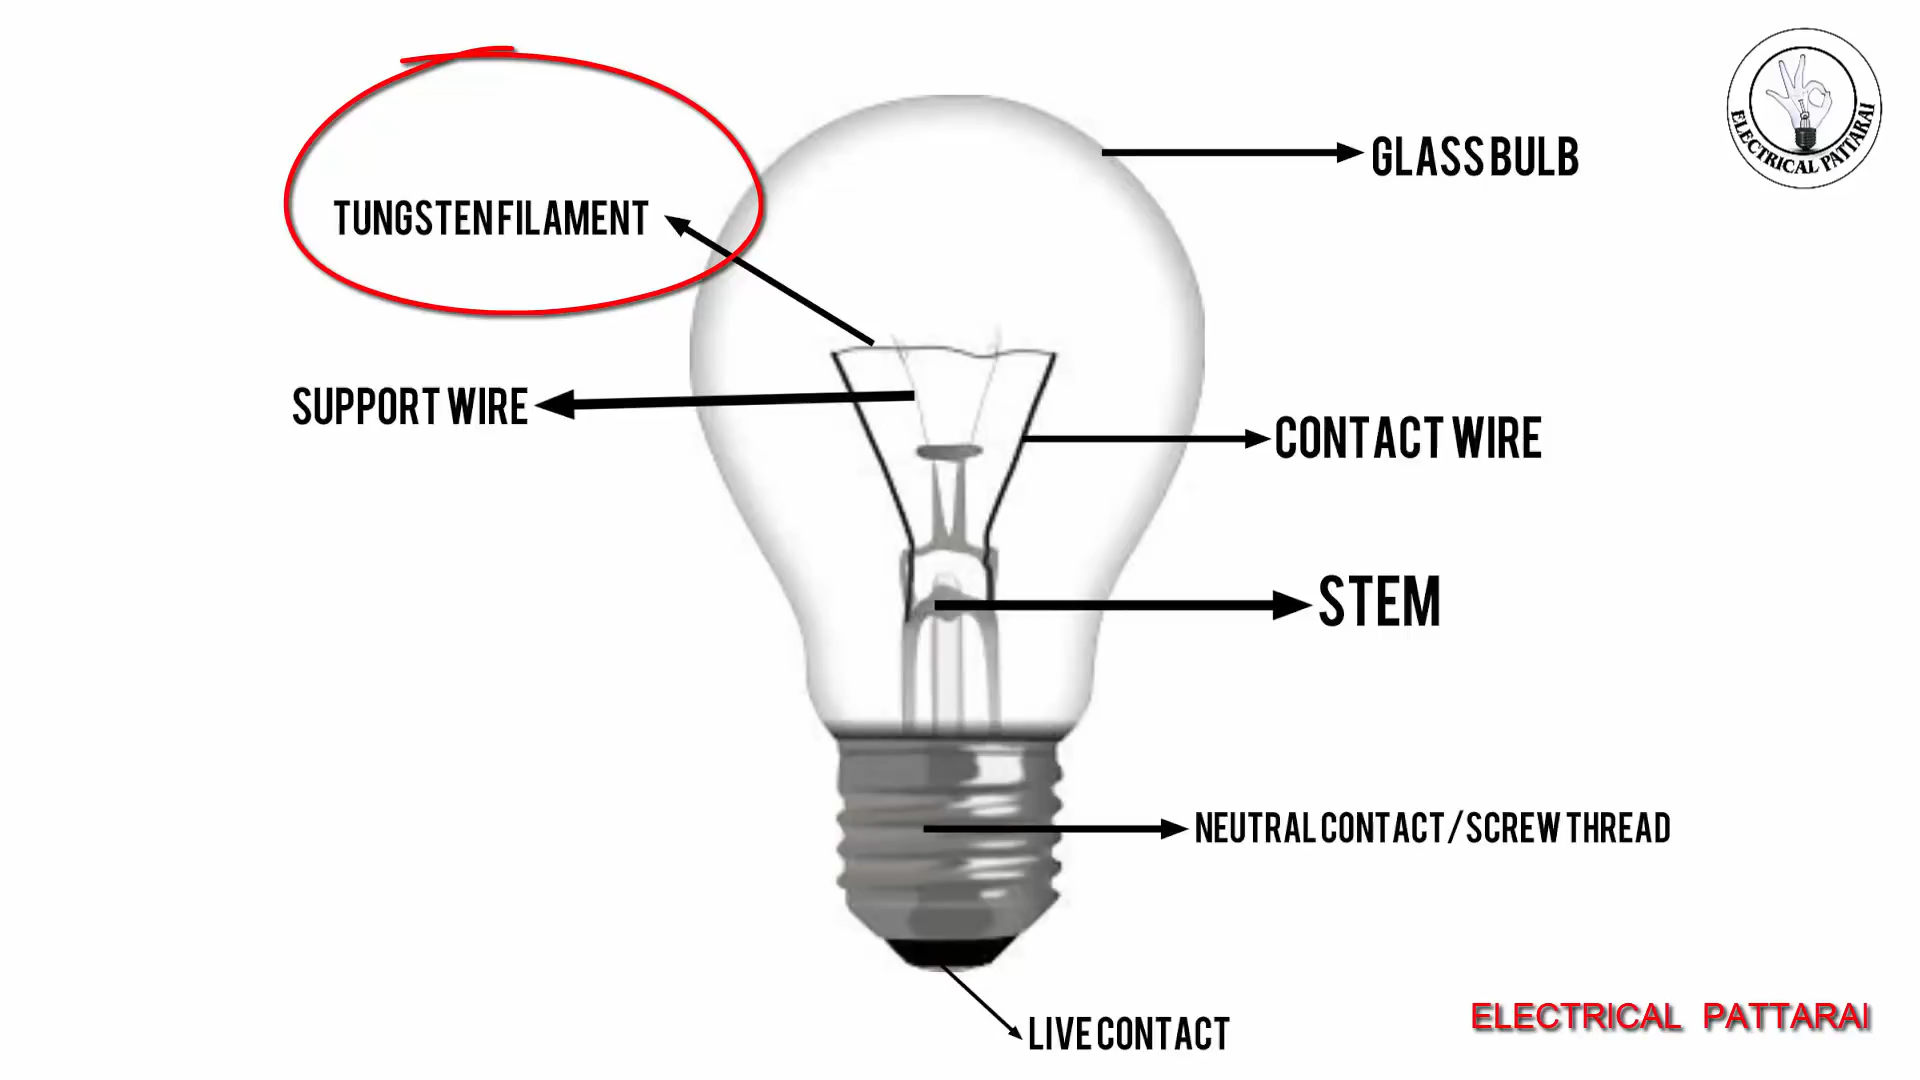 ELECTRICAL PATTARAI
GLASS BULB
TUNGSTEN FILAMENT
SUPPORT WIRE
CONTACT WIRE
STEM
NEUTRAL CONTACT / SCREW THREAD
LIVE CONTACT
ELECTRICAL PATTARAI